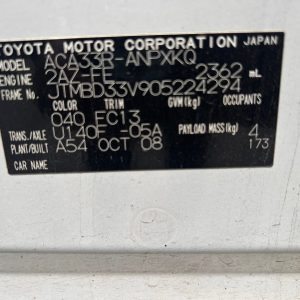 TOYOTA MOTOR CORPORATION JAPAN
MODEL ACA33R-ANPXKQ
ENGINE 2AZ-FE 2362 mL
FRAME No. JTMBD33V905224294
COLOR TRIM GVM(kg) OCCUPANTS
040 EC13
TRANS./AXLE U140F -05A PAYLOAD MASS(kg) 4
PLANT/BUILT A54 OCT 08 173
CAR NAME